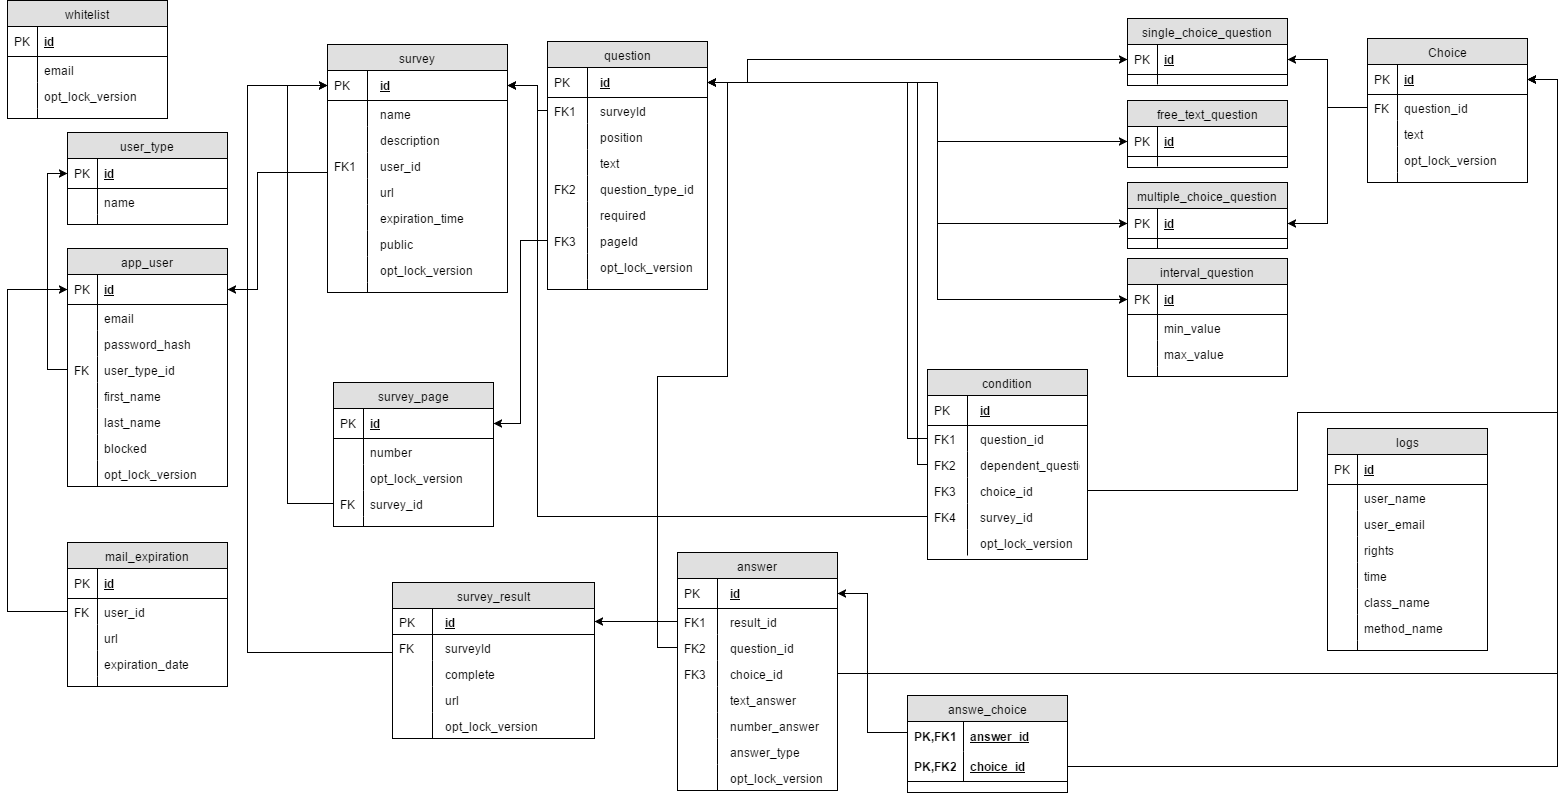 whitelist
PK id
email
opt_lock_version
user_type
PK id
name
app_user
PK id
email
password_hash
FK user_type_id
first_name
last_name
blocked
opt_lock_version
mail_expiration
PK id
FK user_id
url
expiration_date
survey
PK id
name
description
FK1 user_id
url
expiration_time
public
opt_lock_version
survey_page
PK id
number
opt_lock_version
FK survey_id
survey_result
PK id
FK surveyId
complete
url
opt_lock_version
question
PK id
FK1 surveyId
position
text
FK2 question_type_id
required
FK3 pageId
opt_lock_version
answer
PK id
FK1 result_id
FK2 question_id
FK3 choice_id
text_answer
number_answer
answer_type
opt_lock_version
condition
PK id
FK1 question_id
FK2 dependent_questi
FK3 choice_id
FK4 survey_id
opt_lock_version
answe_choice
PK,FK1 answer_id
PK,FK2 choice_id
single_choice_question
PK id
free_text_question
PK id
multiple_choice_question
PK id
interval_question
PK id
min_value
max_value
Choice
PK id
FK question_id
text
opt_lock_version
logs
PK id
user_name
user_email
rights
time
class_name
method_name